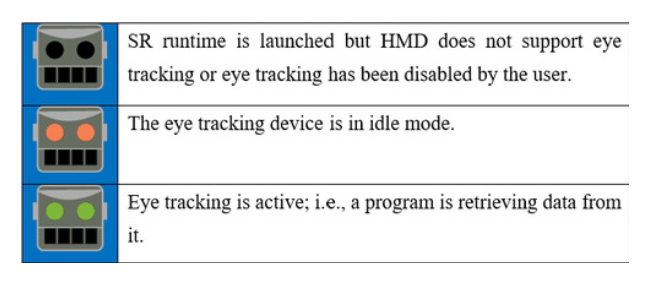 SR runtime is launched but HMD does not support eye
tracking or eye tracking has been disabled by the user.
The eye tracking device is in idle mode.
Eye tracking is active; i.e., a program is retrieving data from
it.